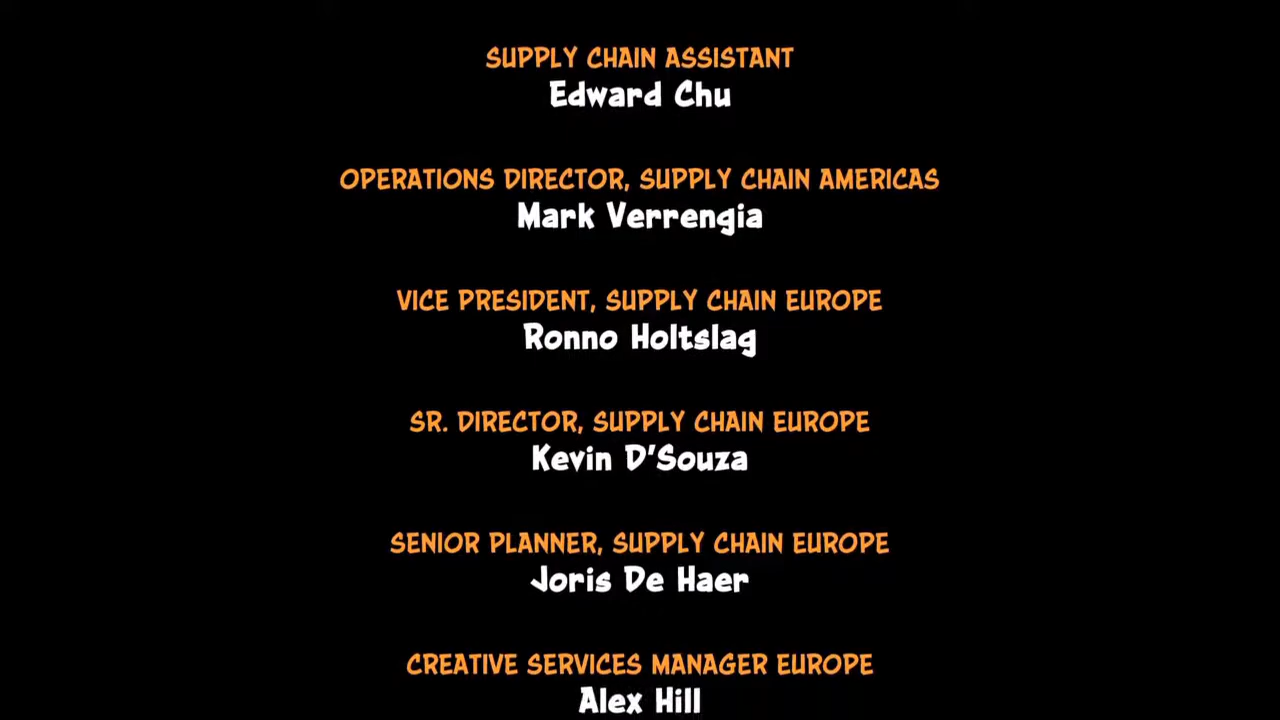 SUPPLY CHAIN ASSISTANT
Edward Chu
OPERATIONS DIRECTOR, SUPPLY CHAIN AMERICAS
Mark Verrengia
VICE PRESIDENT, SUPPLY CHAIN EUROPE
Ronno Holtslag
SR. DIRECTOR, SUPPLY CHAIN EUROPE
Kevin D'Souza
SENIOR PLANNER, SUPPLY CHAIN EUROPE
Joris De Haer
CREATIVE SERVICES MANAGER EUROPE
Alex Hill